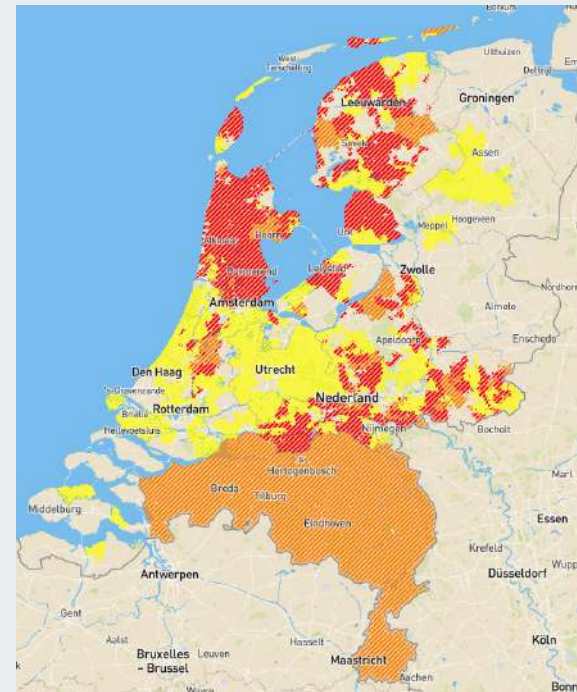 West
Terschelling
Uithuizen
Leeuwarden
Groningen
Delfzijl
Sneek
Assen
Meppel
Hoogeveen
Alkmaar
Hoorn
Purmerend
Lelystad
Zwolle
Nordhorn
Amsterdam
Almelo
Apeldoorn
Enschede
Den Haag
Utrecht
's-Gravenzande
Nederland
Rotterdam
Brielle
Hellevoetsluis
Nijmegen
Bocholt
's-
Hertogenbosch
Marl
Breda
Tilburg
Middelburg
Eindhoven
Essen
Krefeld
Antwerpen
Düsseldorf
Gent
Aalst
Hasselt
Köln
Bruxelles
- Brussel
Leuven
Maastricht
Aachen
Bonn